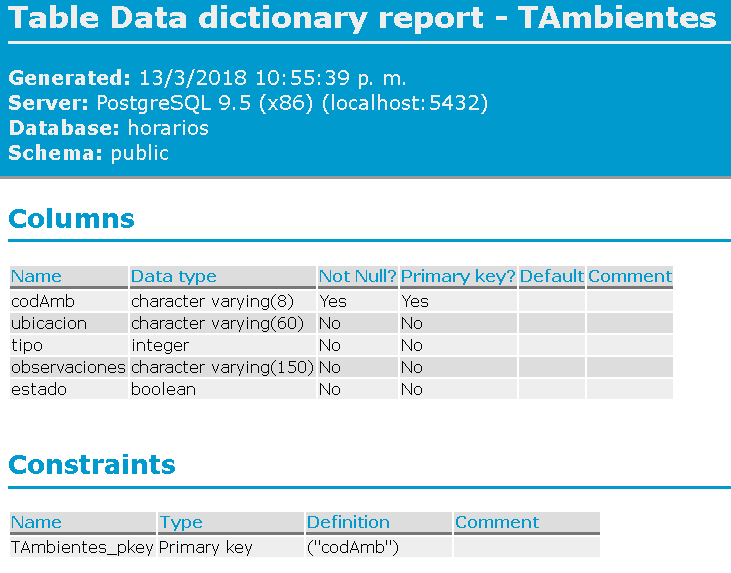 Table Data dictionary report - TAmbientes
Generated: 13/3/2018 10:55:39 p. m.
Server: PostgreSQL 9.5 (x86) (localhost:5432)
Database: horarios
Schema: public
Columns
Name Data type Not Null? Primary key? Default Comment
codAmb character varying(8) Yes Yes
ubicacion character varying(60) No No
tipo integer No No
observaciones character varying(150) No No
estado boolean No No
Constraints
Name Type Definition Comment
TAmbientes_pkey Primary key ("codAmb")